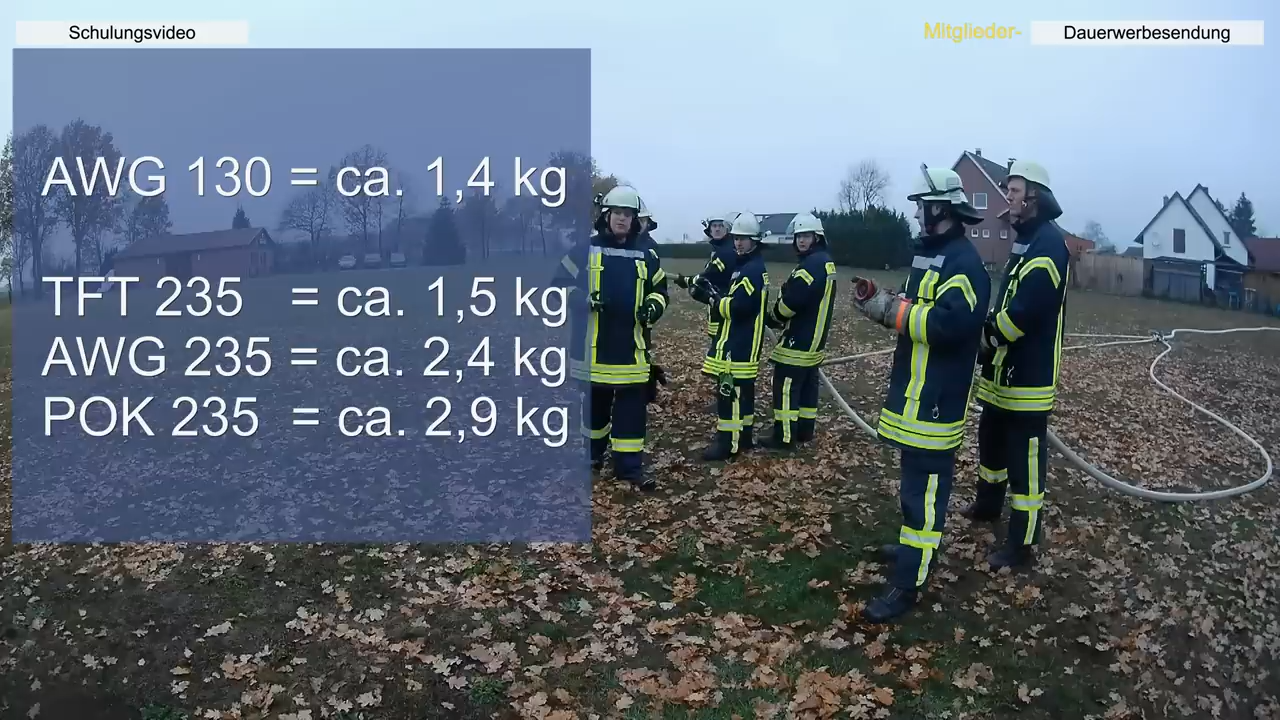 Schulungsvideo
Mitglieder-
Dauerwerbesendung
AWG 130 = ca. 1,4 kg
TFT 235 = ca. 1,5 kg
AWG 235 = ca. 2,4 kg
POK 235 = ca. 2,9 kg